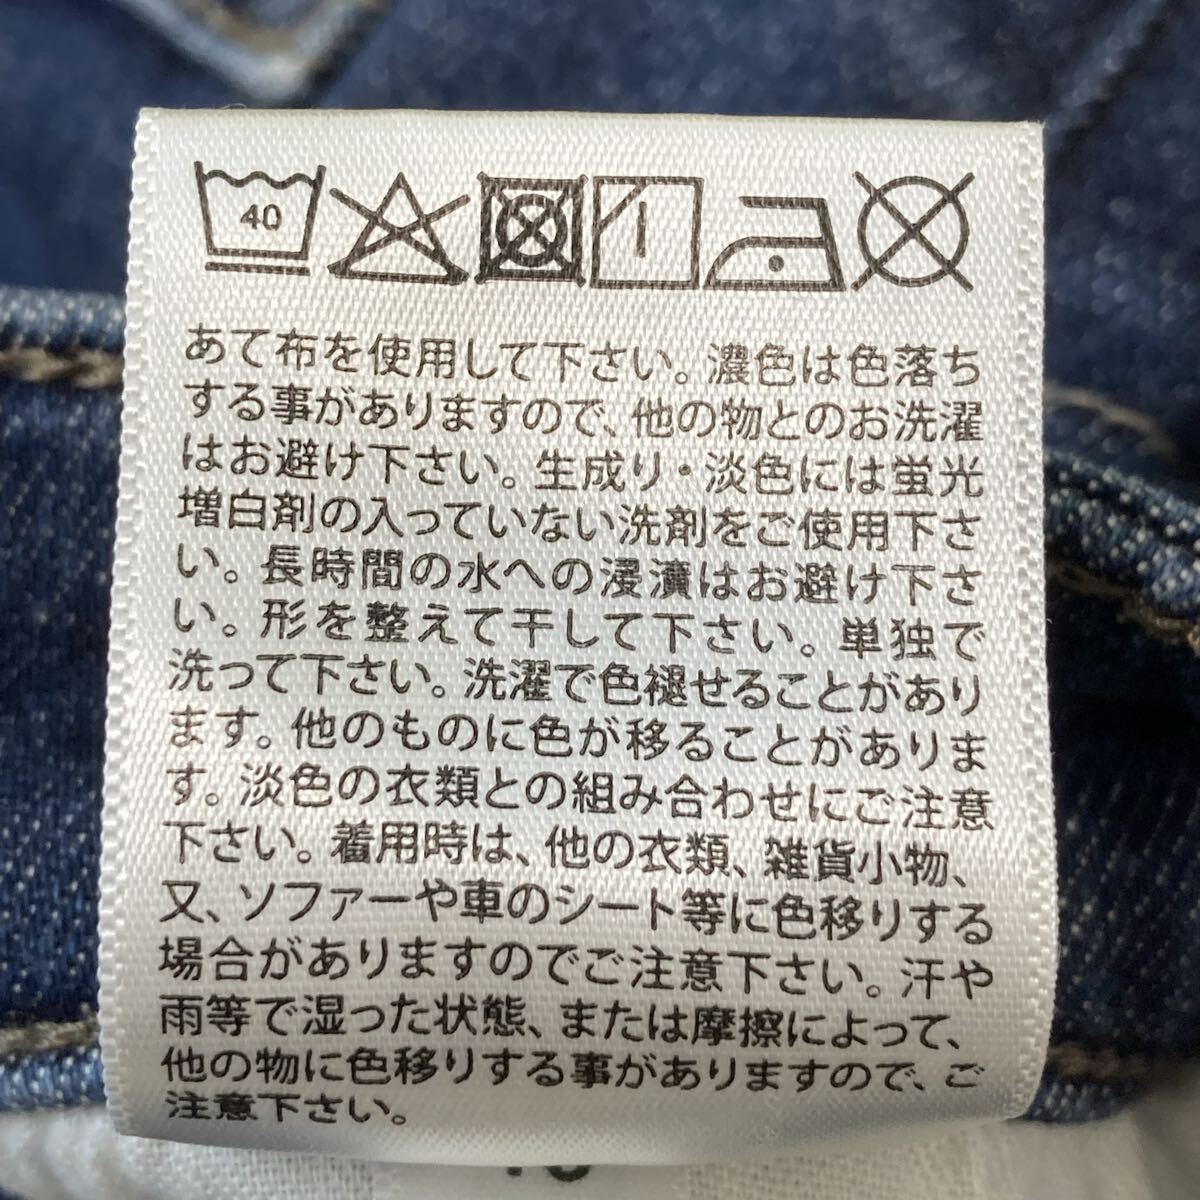 40
あて布を使用して下さい。濃色は色落ち
する事がありますので、他の物とのお洗濯
はお避け下さい。生成り・淡色には蛍光
増白剤の入っていない洗剤をご使用下さ
い。長時間の水への浸漬はお避け下さ
い。形を整えて干して下さい。単独で
洗って下さい。洗濯で色褪せることがあり
ます。他のものに色が移ることがありま
す。淡色の衣類との組み合わせにご注意
下さい。着用時は、他の衣類、雑貨小物、
又、ソファーや車のシート等に色移りする
場合がありますのでご注意下さい。汗や
雨等で湿った状態、または摩擦によって、
他の物に色移りする事がありますので、ご
注意下さい。